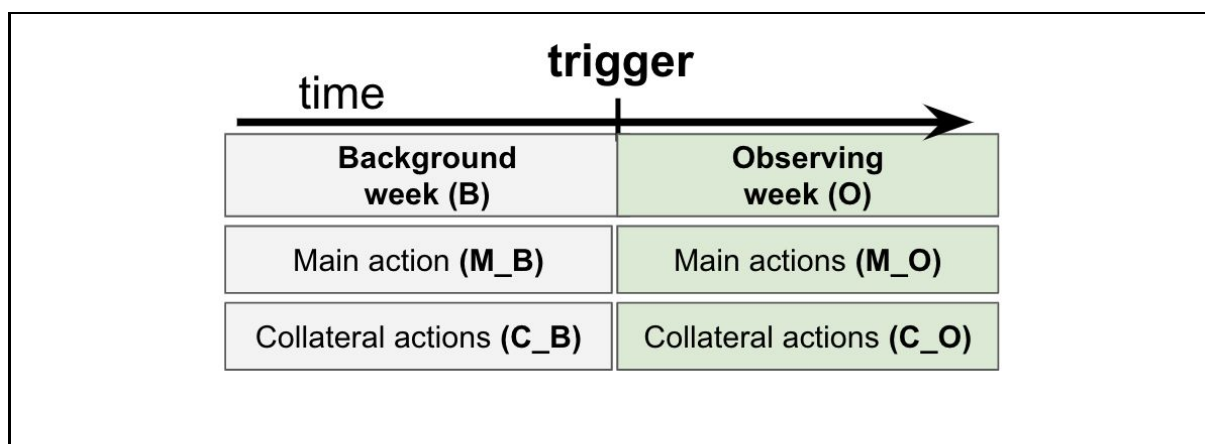 trigger
time
Background
week (B)
Observing
week (O)
Main action (M_B)
Main actions (M_O)
Collateral actions (C_B)
Collateral actions (C_O)